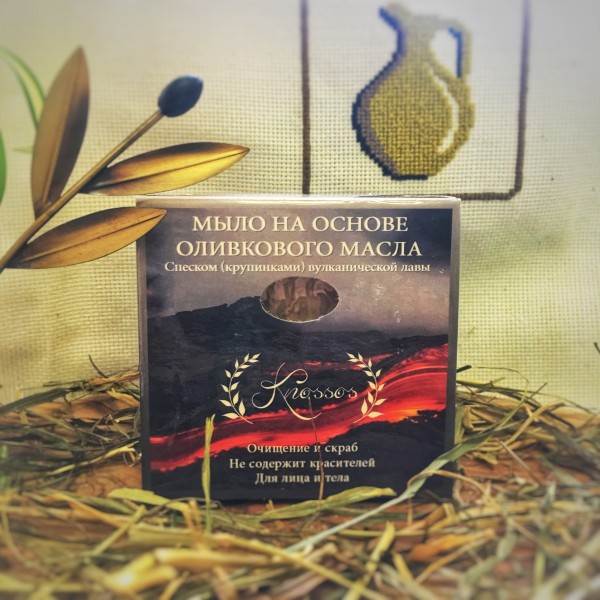 МЫЛО НА ОСНОВЕ
ОЛИВКОВОГО МАСЛА
Спеском (крупинками) вулканической лавы
Knossos
Очищение и скраб
Не содержит красителей
Для лица и тела